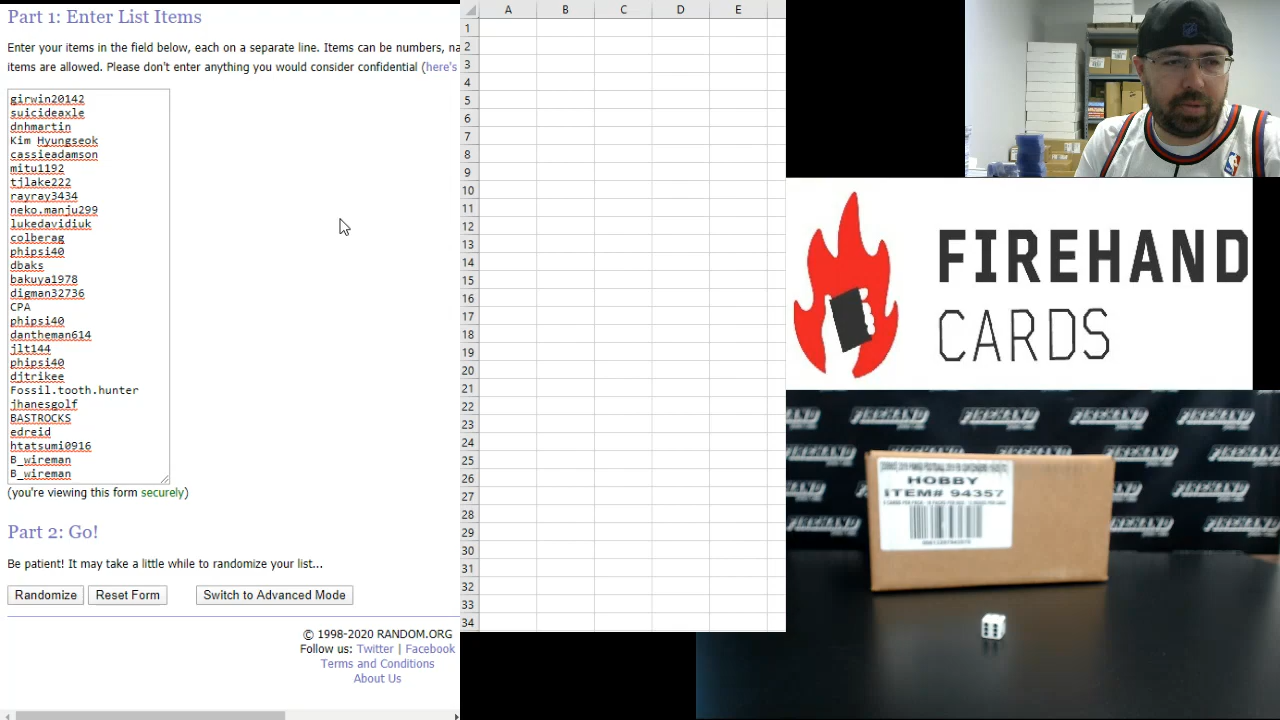 Part 1: Enter List Items
Enter your items in the field below, each on a separate line. Items can be numbers, na
items are allowed. Please don't enter anything you would consider confidential (here's
girwin20142
suicideaxle
dnhmartin
Kim Hyungseok
cassieadamson
mitu1192
tjlake222
rayray3434
neko.manju299
lukedavidiuk
colberag
phipsi40
dbaks
bakuya1978
digman32736
CPA
phipsi40
dantheman614
jlt144
phipsi40
djtrikee
Fossil.tooth.hunter
jhanesgolf
BASTROCKS
edreid
htatsumi0916
B_wireman
B_wireman
(you're viewing this form securely)
Part 2: Go!
Be patient! It may take a little while to randomize your list...
Randomize
Reset Form
Switch to Advanced Mode
© 1998-2020 RANDOM.ORG
Follow us: Twitter | Facebook
Terms and Conditions
About Us
A B C D E
1
2
3
4
5
6
7
8
9
10
11
12
13
14
15
16
17
18
19
20
21
22
23
24
25
26
27
28
29
30
31
32
33
34
FIREHAND
CARDS
HOBBY
ITEM# 94357
FIREHAND
FIREHAND
FIREHAND
FIREHAND
FIREHAND